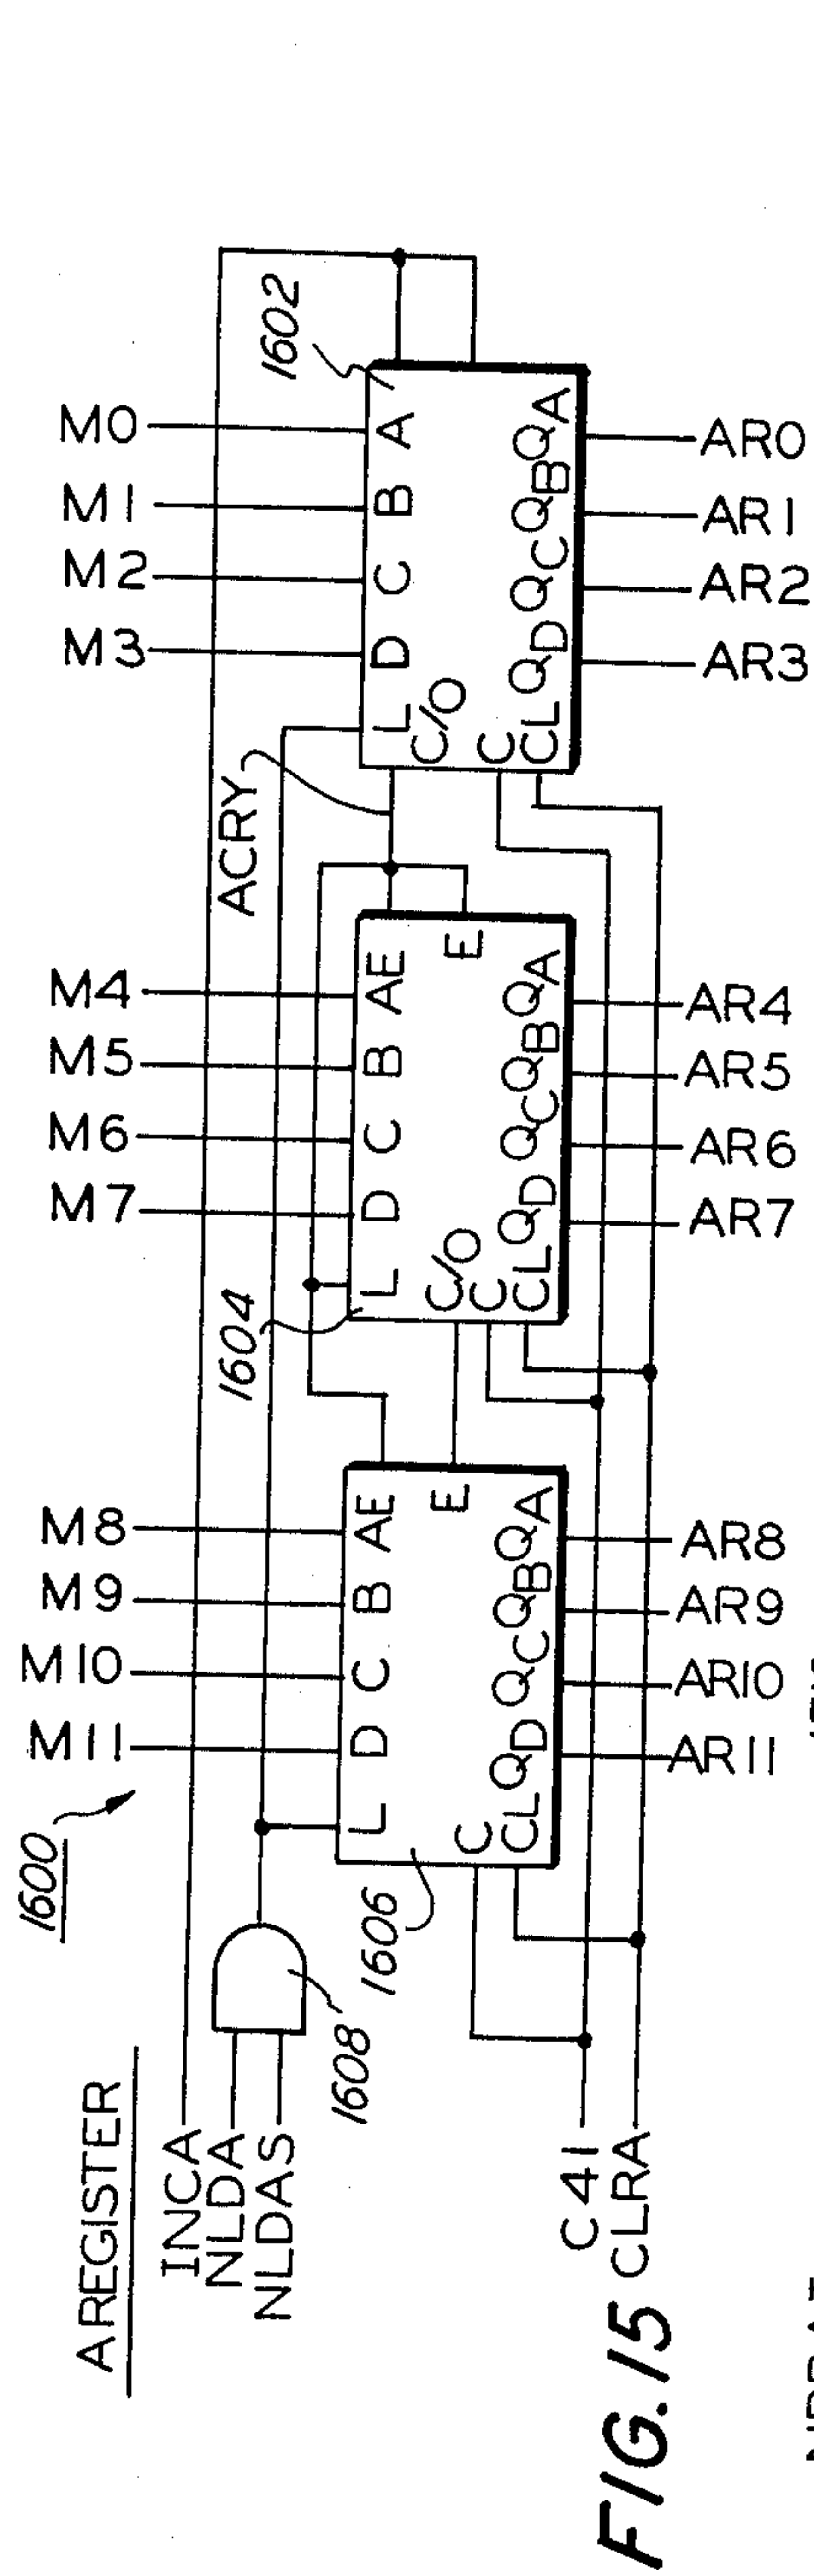 AREGISTER
INCA
NLDA
NLDAS
1608
1600
M11
M10
M9
M8
M7
M6
M5
M4
M3
M2
M1
M0
ACRY
1606
1604
1602
L D C B AE
E
C
CL QD QC QB QA
L D C B AE
C/O E
C
CL QD QC QB QA
L D C B A
C/O
C
CL QD QC QB QA
AR11
AR10
AR9
AR8
AR7
AR6
AR5
AR4
AR3
AR2
AR1
AR0
C41
CLRA
FIG. 15